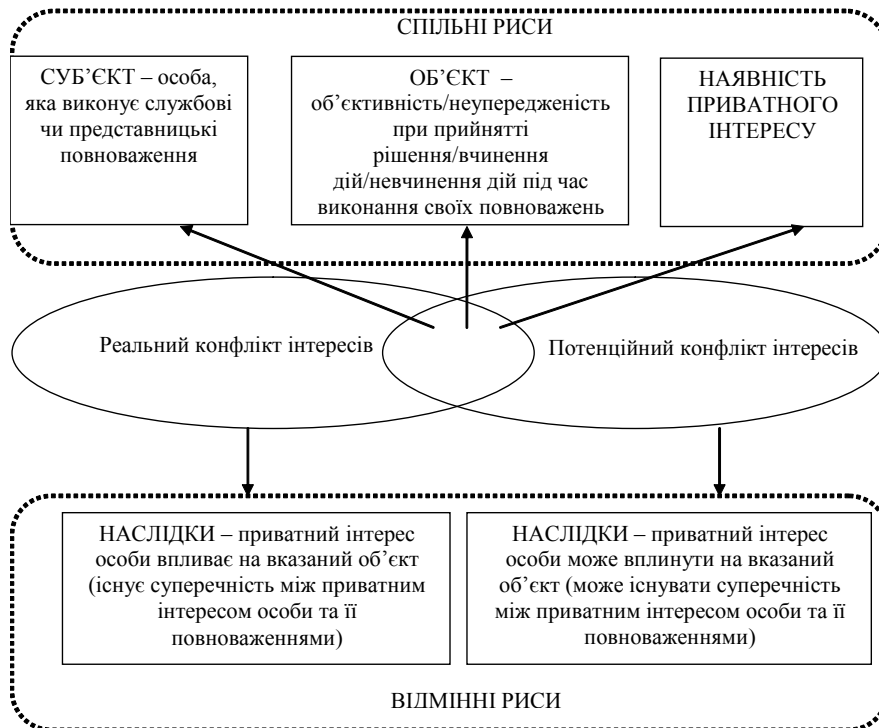 СПІЛЬНІ РИСИ
СУБ’ЄКТ – особа,
яка виконує службові
чи представницькі
повноваження
ОБ’ЄКТ –
об’єктивність/неупередженість
при прийнятті
рішення/вчинення
дій/невчинення дій під час
виконання своїх повноважень
НАЯВНІСТЬ
ПРИВАТНОГО
ІНТЕРЕСУ
Реальний конфлікт інтересів
Потенційний конфлікт інтересів
НАСЛІДКИ – приватний інтерес
особи впливає на вказаний об’єкт
(існує суперечність між приватним
інтересом особи та її
повноваженнями)
НАСЛІДКИ – приватний інтерес
особи може вплинути на вказаний
об’єкт (може існувати суперечність
між приватним інтересом особи та її
повноваженнями)
ВІДМІННІ РИСИ